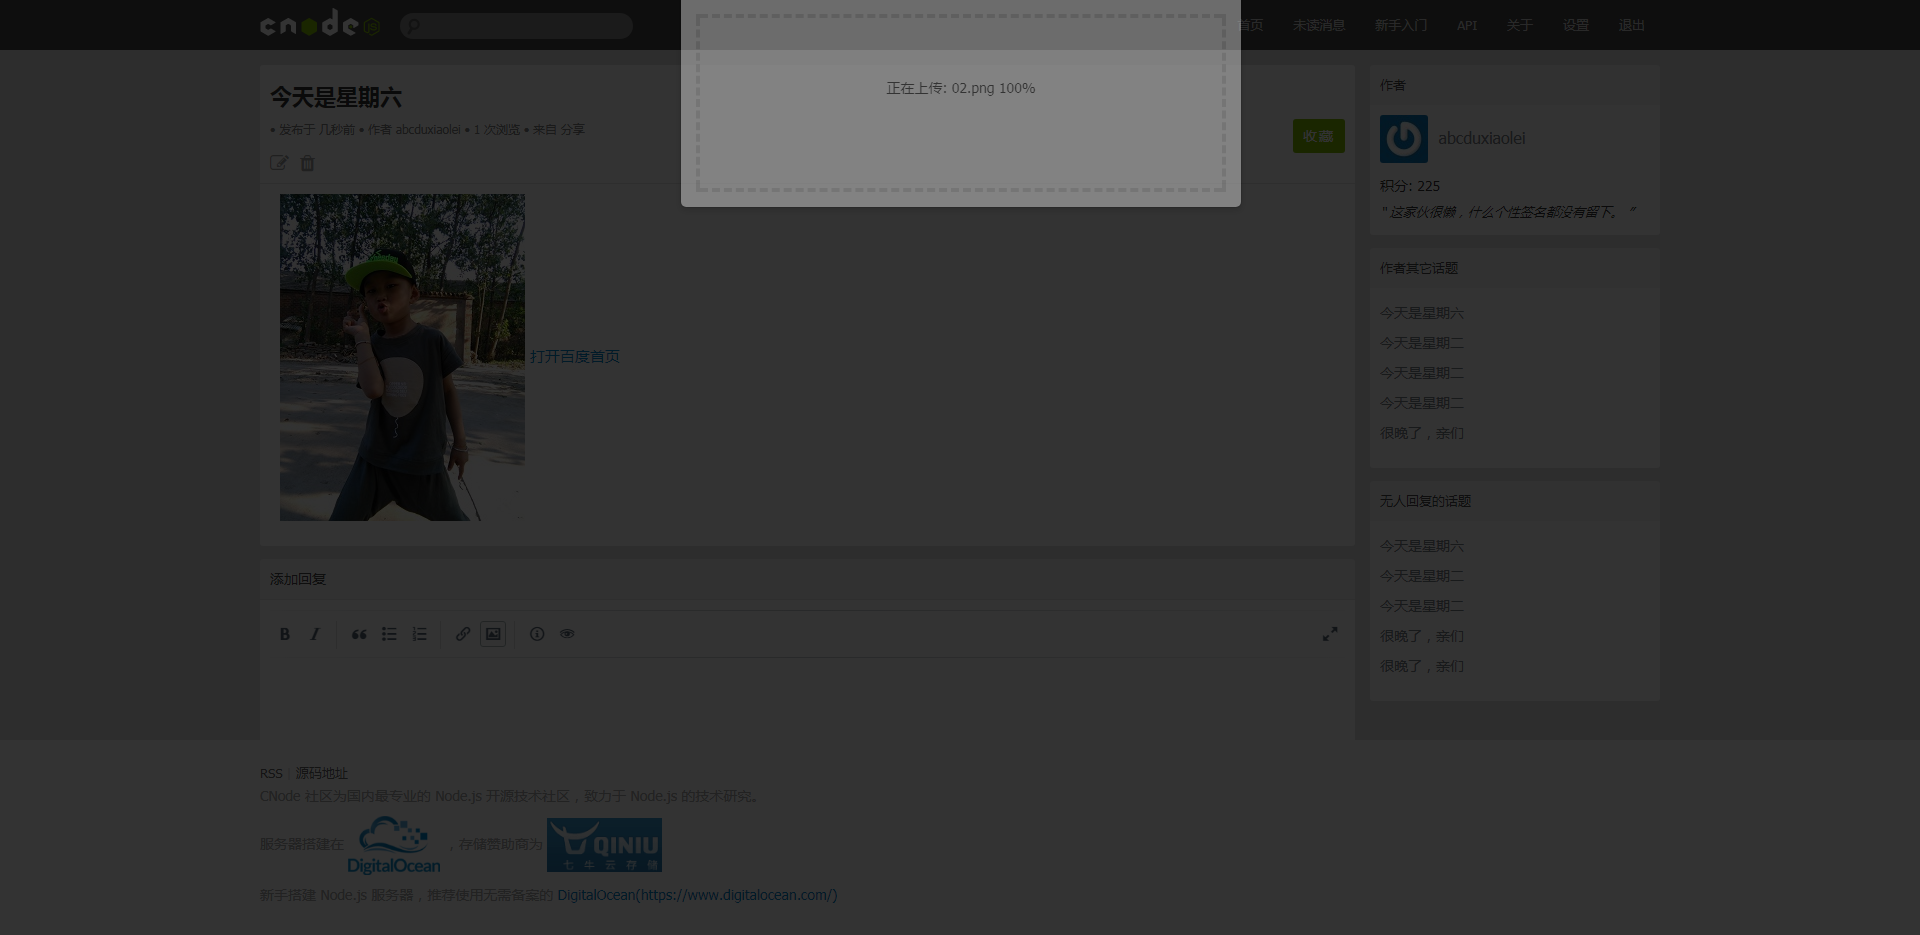 cnode JS
首页 未读消息 新手入门 API 关于 设置 退出
正在上传: 02.png 100%
今天是星期六
• 发布于 几秒前 • 作者 abcduxiaolei • 1 次浏览 • 来自 分享
收藏
打开百度首页
添加回复
作者
abcduxiaolei
积分: 225
“ 这家伙很懒，什么个性签名都没有留下。 ”
作者其它话题
今天是星期六
今天是星期二
今天是星期二
今天是星期二
很晚了，亲们
无人回复的话题
今天是星期六
今天是星期二
今天是星期二
很晚了，亲们
很晚了，亲们
RSS | 源码地址
CNode 社区为国内最专业的 Node.js 开源技术社区，致力于 Node.js 的技术研究。
服务器搭建在 DigitalOcean ，存储赞助商为 QINIU 七牛云存储
新手搭建 Node.js 服务器，推荐使用无需备案的 DigitalOcean(https://www.digitalocean.com/)